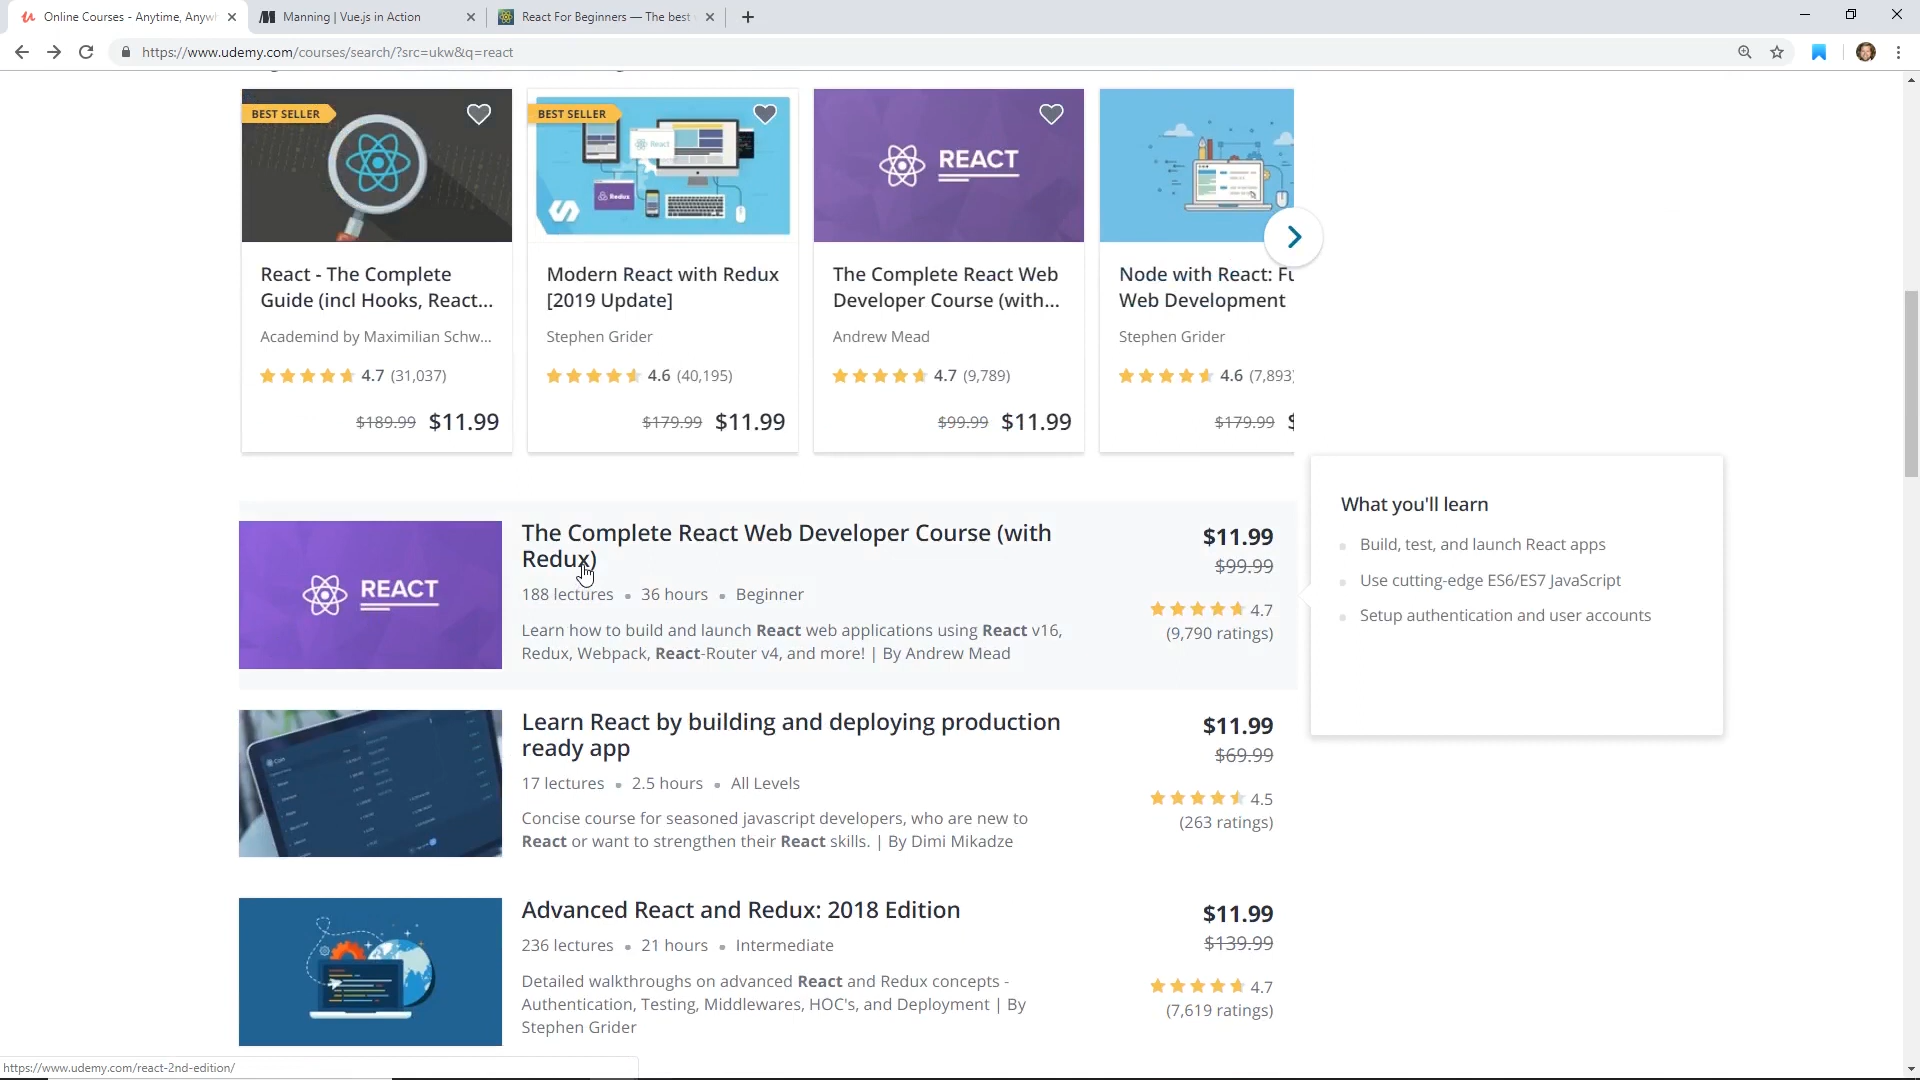 Online Courses - Anytime, Anywh
Manning | Vue.js in Action
React For Beginners — The best
https://www.udemy.com/courses/search/?src=ukw&q=react
BEST SELLER
BEST SELLER
React
Redux
REACT
React - The Complete
Guide (incl Hooks, React...
Academind by Maximilian Schw...
4.7 (31,037)
$189.99 $11.99
Modern React with Redux
[2019 Update]
Stephen Grider
4.6 (40,195)
$179.99 $11.99
The Complete React Web
Developer Course (with...
Andrew Mead
4.7 (9,789)
$99.99 $11.99
Node with React: Fu
Web Development
Stephen Grider
4.6 (7,893)
$179.99 $
REACT
The Complete React Web Developer Course (with
Redux)
188 lectures • 36 hours • Beginner
Learn how to build and launch React web applications using React v16,
Redux, Webpack, React-Router v4, and more! | By Andrew Mead
$11.99
$99.99
4.7
(9,790 ratings)
What you'll learn
Build, test, and launch React apps
Use cutting-edge ES6/ES7 JavaScript
Setup authentication and user accounts
Learn React by building and deploying production
ready app
17 lectures • 2.5 hours • All Levels
Concise course for seasoned javascript developers, who are new to
React or want to strengthen their React skills. | By Dimi Mikadze
$11.99
$69.99
4.5
(263 ratings)
Advanced React and Redux: 2018 Edition
236 lectures • 21 hours • Intermediate
Detailed walkthroughs on advanced React and Redux concepts -
Authentication, Testing, Middlewares, HOC's, and Deployment | By
Stephen Grider
$11.99
$139.99
4.7
(7,619 ratings)
https://www.udemy.com/react-2nd-edition/